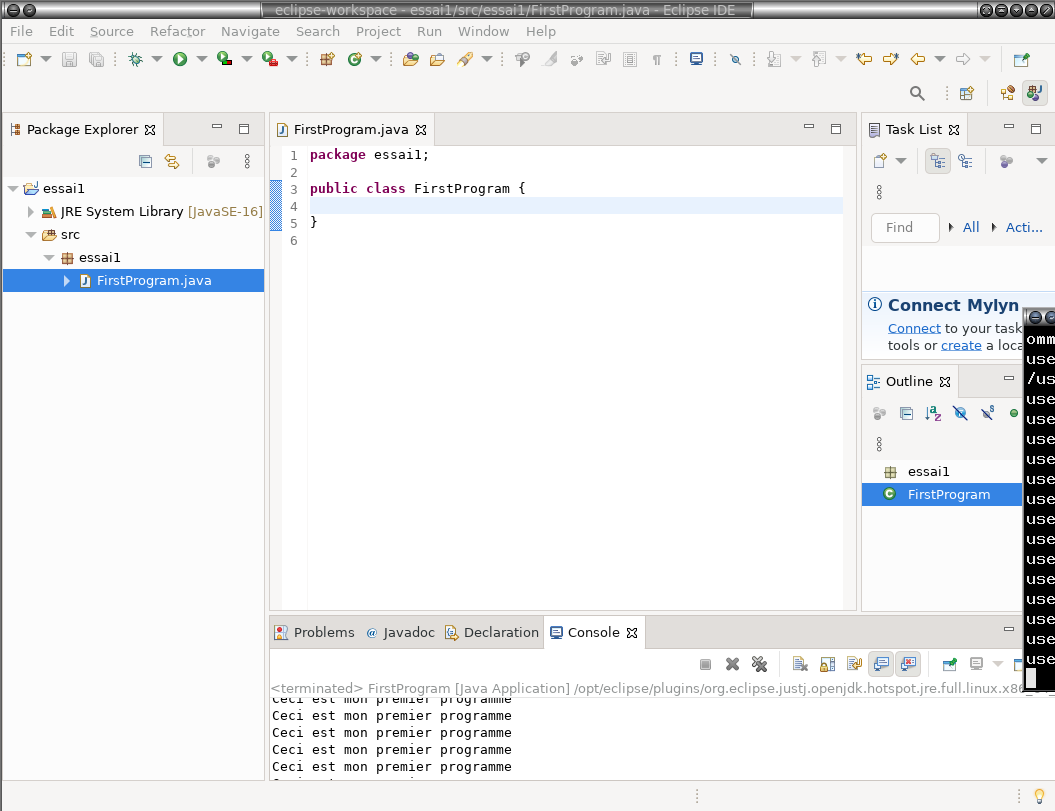 eclipse-workspace - essai1/src/essai1/FirstProgram.java - Eclipse IDE
File Edit Source Refactor Navigate Search Project Run Window Help
Package Explorer
essai1
JRE System Library [JavaSE-16]
src
essai1
FirstProgram.java
FirstProgram.java
1 package essai1;
2
3 public class FirstProgram {
4
5 }
6
Task List
Find
All
Acti...
Connect Mylyn
Connect to your task
tools or create a loca
Outline
essai1
FirstProgram
omm
use
/us
use
use
use
use
use
use
use
use
use
use
use
use
use
use
Problems @ Javadoc Declaration Console
<terminated> FirstProgram [Java Application] /opt/eclipse/plugins/org.eclipse.justj.openjdk.hotspot.jre.full.linux.x86_
Ceci est mon premier programme
Ceci est mon premier programme
Ceci est mon premier programme
Ceci est mon premier programme
Ceci est mon premier programme